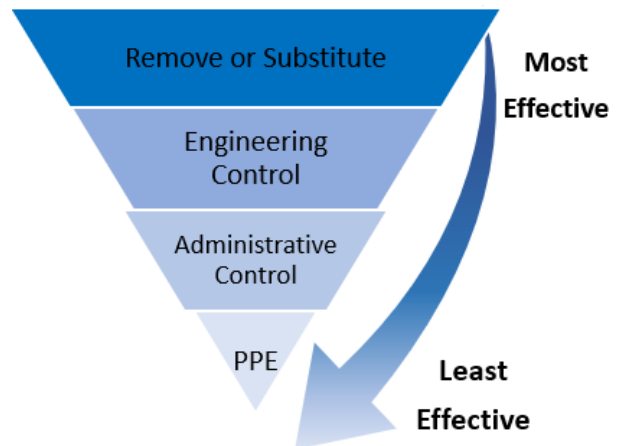 Remove or Substitute
Most
Effective
Engineering
Control
Administrative
Control
PPE
Least
Effective